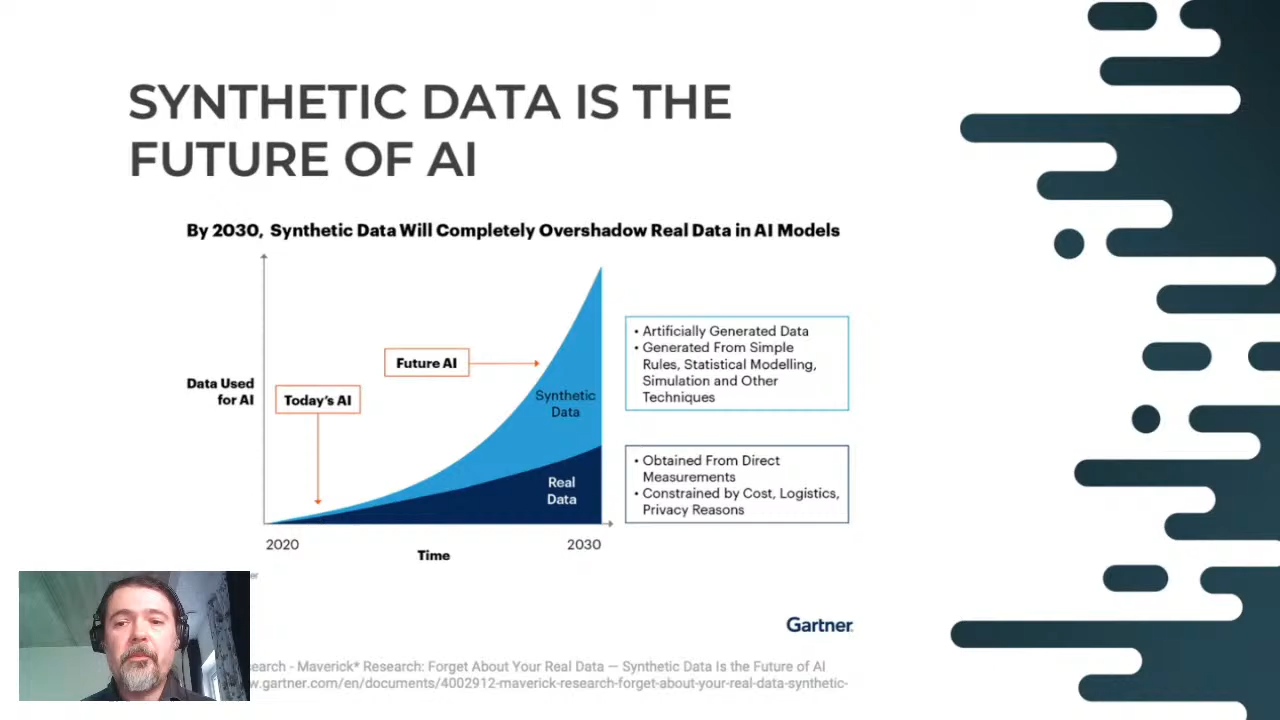 SYNTHETIC DATA IS THE
FUTURE OF AI
By 2030, Synthetic Data Will Completely Overshadow Real Data in AI Models
Data Used
for AI
Today's AI
Future AI
Synthetic
Data
Real
Data
• Artificially Generated Data
• Generated From Simple
Rules, Statistical Modelling,
Simulation and Other
Techniques
• Obtained From Direct
Measurements
• Constrained by Cost, Logistics,
Privacy Reasons
2020
Time
2030
Gartner
- Maverick* Research: Forget About Your Real Data — Synthetic Data Is the Future of AI
w.gartner.com/en/documents/4002912-maverick-research-forget-about-your-real-data-synthetic-